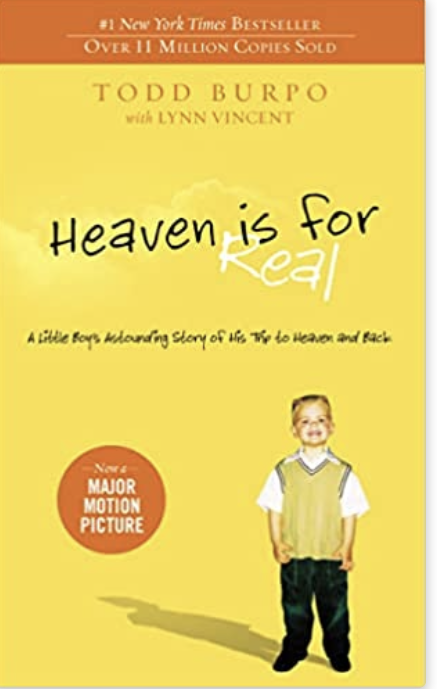 #1 New York Times BESTSELLER
OVER 11 MILLION COPIES SOLD
TODD BURPO
with LYNN VINCENT
Heaven is for
Real
A Little Boy's Astounding Story of His Trip to Heaven and Back
Now a
MAJOR
MOTION
PICTURE